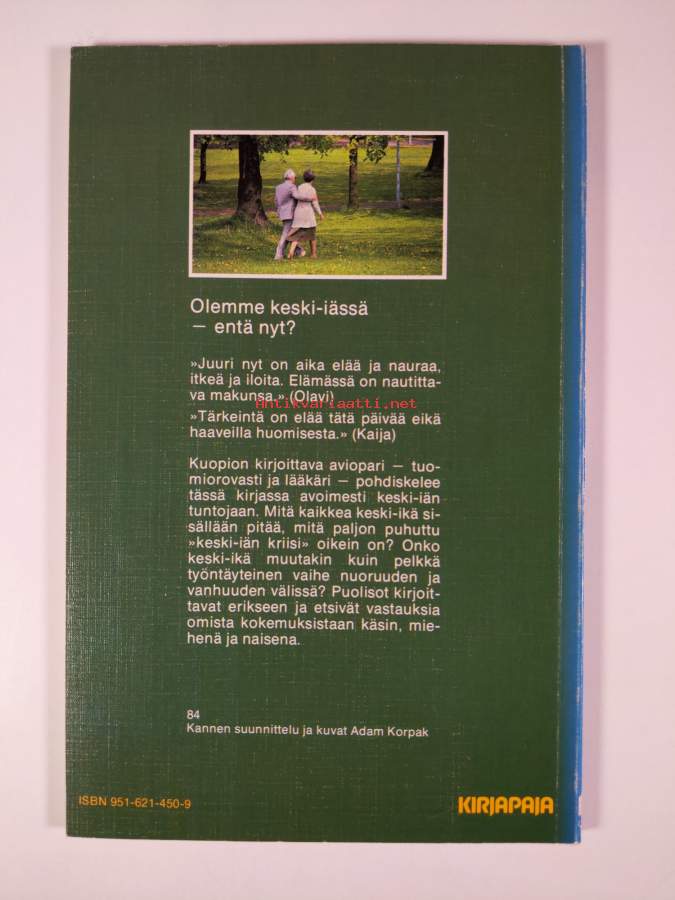 Olemme keski-iässä
– entä nyt?
»Juuri nyt on aika elää ja nauraa,
itkeä ja iloita. Elämässä on nautitta-
va makunsa.» (Olavi)
Antikvariaatti.net
»Tärkeintä on elää tätä päivää eikä
haaveilla huomisesta.» (Kaija)
Kuopion kirjoittava aviopari – tuo-
miorovasti ja lääkäri – pohdiskelee
tässä kirjassa avoimesti keski-iän
tuntojaan. Mitä kaikkea keski-ikä si-
sällään pitää, mitä paljon puhuttu
»keski-iän kriisi» oikein on? Onko
keski-ikä muutakin kuin pelkkä
työntäyteinen vaihe nuoruuden ja
vanhuuden välissä? Puolisot kirjoit-
tavat erikseen ja etsivät vastauksia
omista kokemuksistaan käsin, mie-
henä ja naisena.
84
Kannen suunnittelu ja kuvat Adam Korpak
ISBN 951-621-450-9
KIRJAPAJA